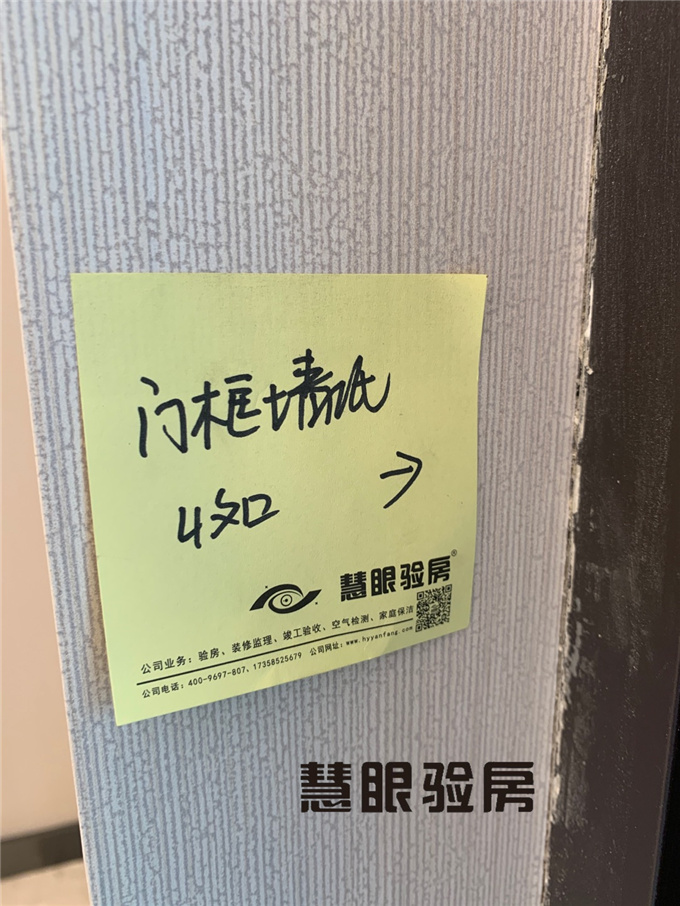 门框墙纸
收口 →
慧眼验房®
公司业务：验房、装修监理、竣工验收、空气检测、家庭保洁
公司电话：400-9697-807、17358525679 公司网址：www.hyyanfang.com
慧眼验房